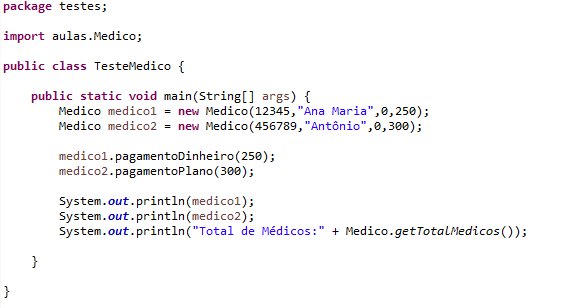 package testes;
import aulas.Medico;
public class TesteMedico {
public static void main(String[] args) {
Medico medico1 = new Medico(12345,"Ana Maria",0,250);
Medico medico2 = new Medico(456789,"Antônio",0,300);
medico1.pagamentoDinheiro(250);
medico2.pagamentoPlano(300);
System.out.println(medico1);
System.out.println(medico2);
System.out.println("Total de Médicos:" + Medico.getTotalMedicos());
}
}